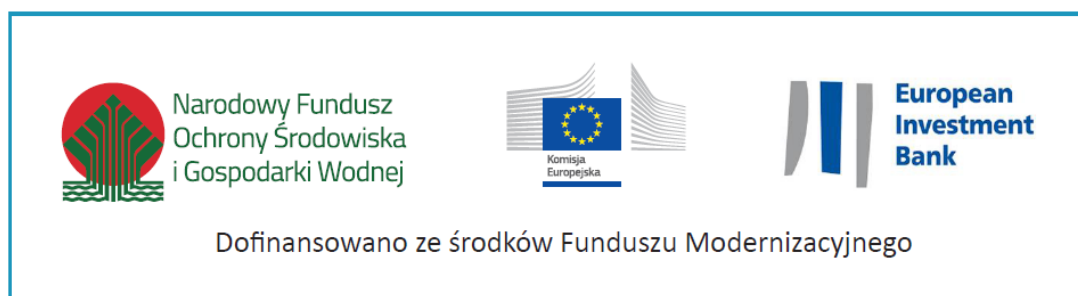 Narodowy Fundusz
Ochrony Środowiska
i Gospodarki Wodnej
Komisja
Europejska
European
Investment
Bank
Dofinansowano ze środków Funduszu Modernizacyjnego